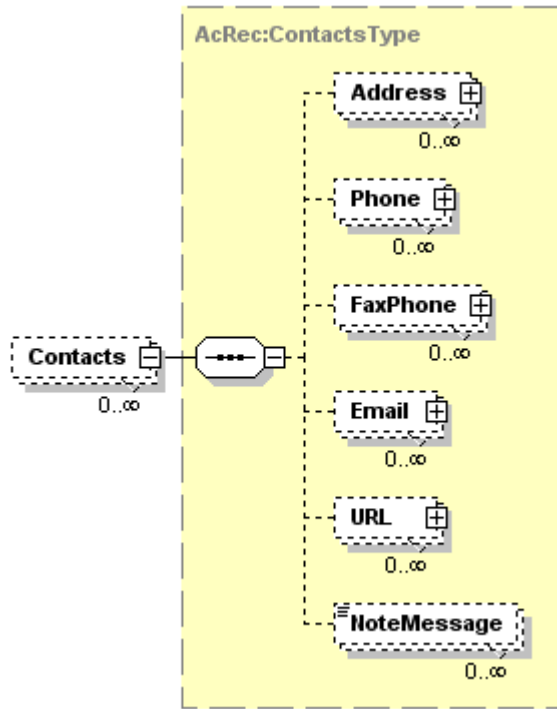 AcRec:ContactsType
Address
0..∞
Phone
0..∞
FaxPhone
0..∞
Contacts
0..∞
Email
0..∞
URL
0..∞
NoteMessage
0..∞